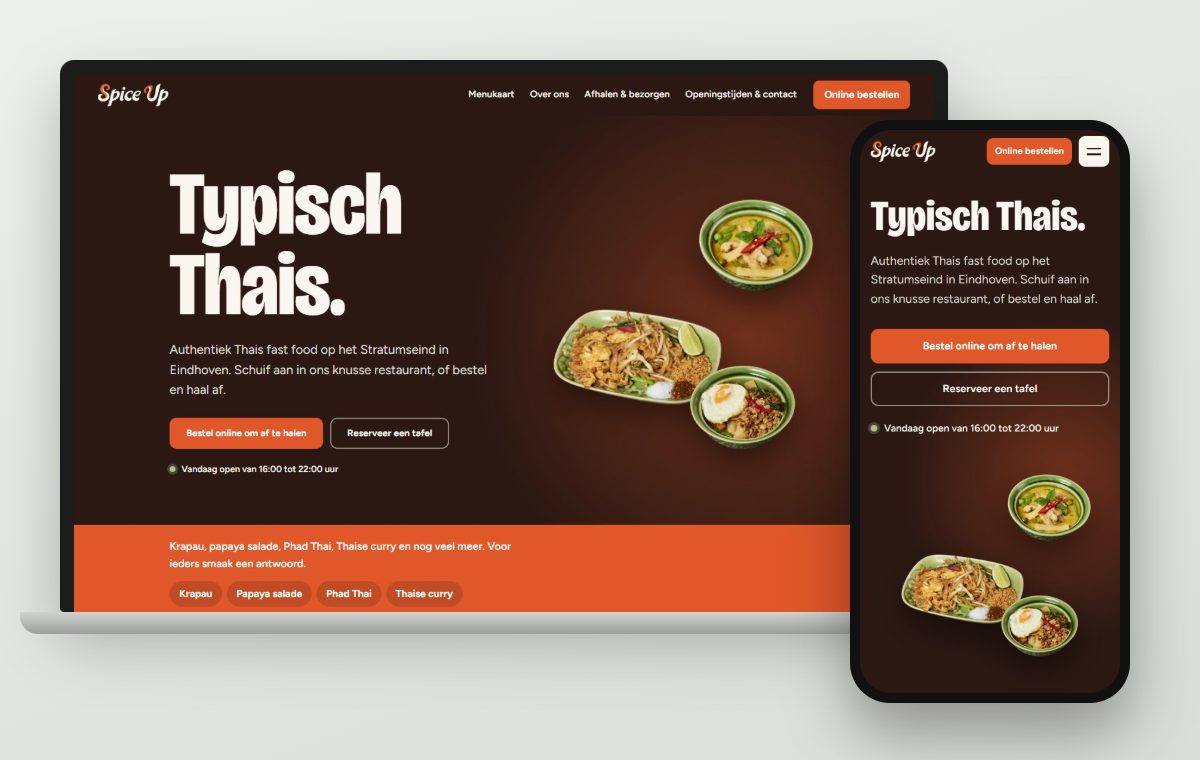 Spice Up
Menukaart Over ons Afhalen & bezorgen Openingstijden & contact Online bestellen
Typisch
Thais.
Authentiek Thais fast food op het Stratumseind in
Eindhoven. Schuif aan in ons knusse restaurant, of bestel
en haal af.
Bestel online om af te halen Reserveer een tafel
Vandaag open van 16:00 tot 22:00 uur
Krapau, papaya salade, Phad Thai, Thaise curry en nog veel meer. Voor
ieders smaak een antwoord.
Krapau Papaya salade Phad Thai Thaise curry
Spice Up Online bestellen
Typisch Thais.
Authentiek Thais fast food op het
Stratumseind in Eindhoven. Schuif aan in
ons knusse restaurant, of bestel en haal af.
Bestel online om af te halen
Reserveer een tafel
Vandaag open van 16:00 tot 22:00 uur